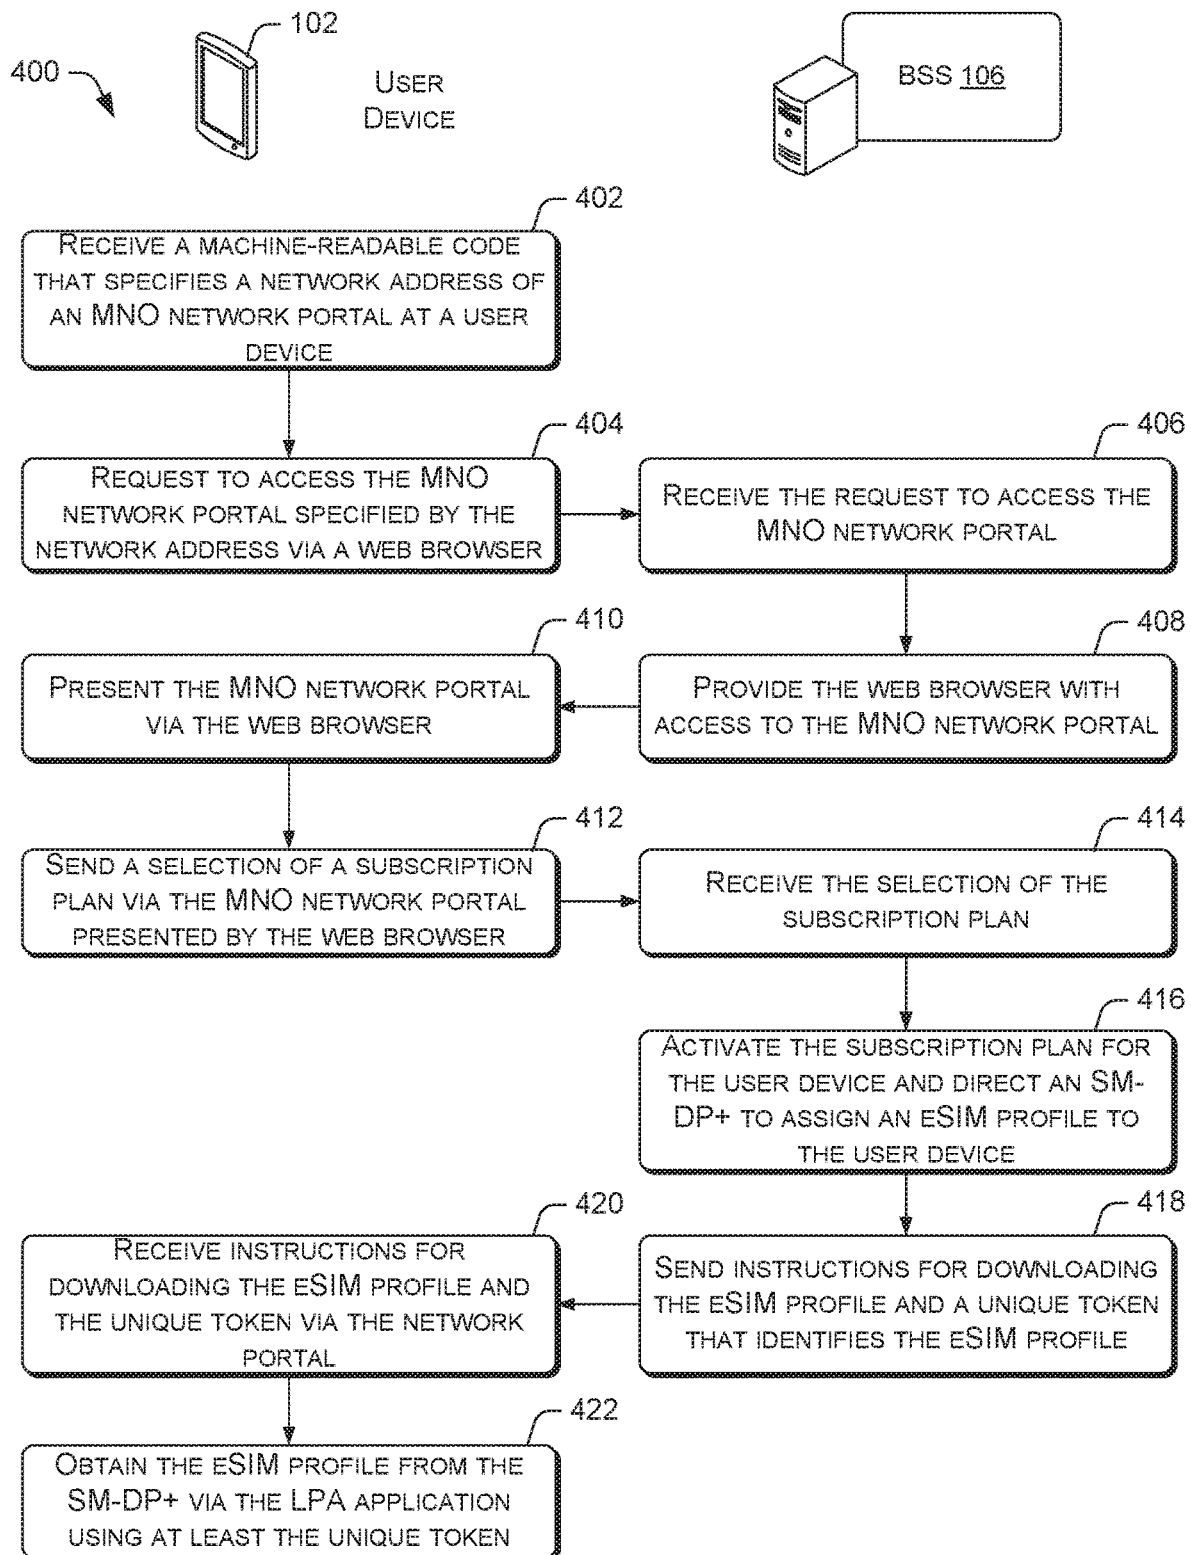 400
102
USER
DEVICE
BSS 106
402
RECEIVE A MACHINE-READABLE CODE
THAT SPECIFIES A NETWORK ADDRESS OF
AN MNO NETWORK PORTAL AT A USER
DEVICE
404
REQUEST TO ACCESS THE MNO
NETWORK PORTAL SPECIFIED BY THE
NETWORK ADDRESS VIA A WEB BROWSER
406
RECEIVE THE REQUEST TO ACCESS THE
MNO NETWORK PORTAL
408
PROVIDE THE WEB BROWSER WITH
ACCESS TO THE MNO NETWORK PORTAL
410
PRESENT THE MNO NETWORK PORTAL
VIA THE WEB BROWSER
412
SEND A SELECTION OF A SUBSCRIPTION
PLAN VIA THE MNO NETWORK PORTAL
PRESENTED BY THE WEB BROWSER
414
RECEIVE THE SELECTION OF THE
SUBSCRIPTION PLAN
416
ACTIVATE THE SUBSCRIPTION PLAN FOR
THE USER DEVICE AND DIRECT AN SM-
DP+ TO ASSIGN AN ESIM PROFILE TO
THE USER DEVICE
418
SEND INSTRUCTIONS FOR DOWNLOADING
THE ESIM PROFILE AND A UNIQUE TOKEN
THAT IDENTIFIES THE ESIM PROFILE
420
RECEIVE INSTRUCTIONS FOR
DOWNLOADING THE ESIM PROFILE AND
THE UNIQUE TOKEN VIA THE NETWORK
PORTAL
422
OBTAIN THE ESIM PROFILE FROM THE
SM-DP+ VIA THE LPA APPLICATION
USING AT LEAST THE UNIQUE TOKEN